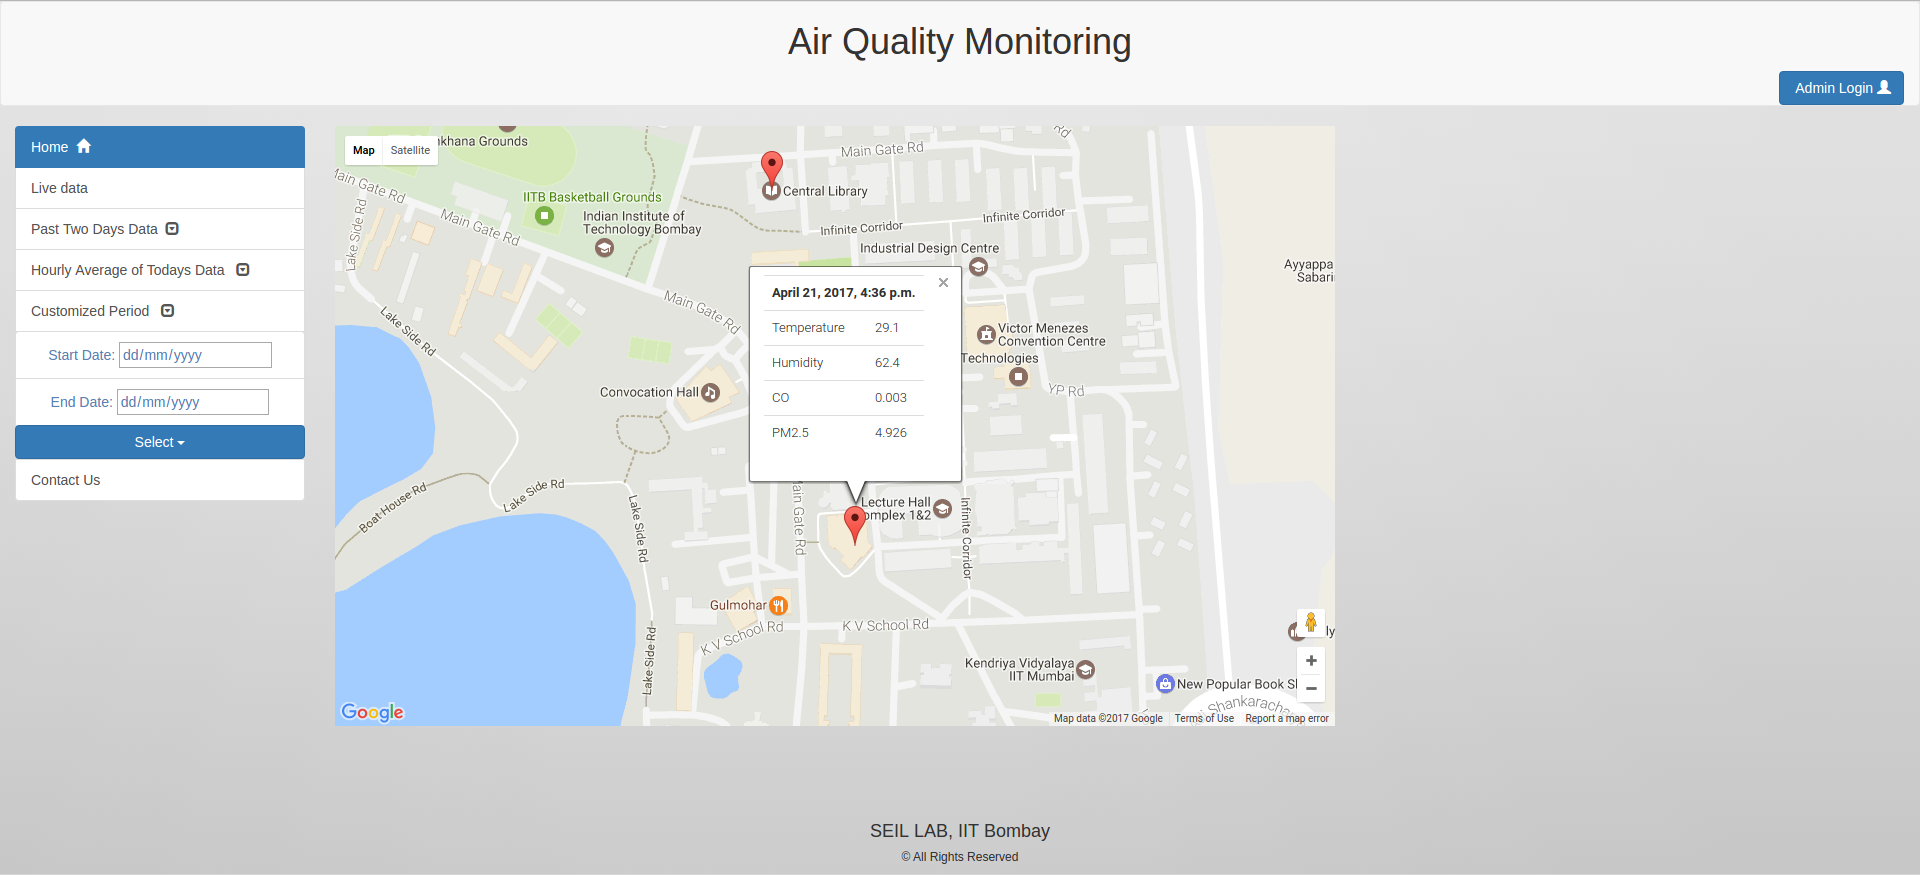 Air Quality Monitoring
Admin Login
Home
Live data
Past Two Days Data
Hourly Average of Todays Data
Customized Period
Start Date: dd/mm/yyyy
End Date: dd/mm/yyyy
Select
Contact Us
Map Satellite
khana Grounds
Main Gate Rd
Rd
Central Library
Main Gate Rd
IITB Basketball Grounds
Indian Institute of
Technology Bombay
Main Gate Rd
Lake Side Rd
Infinite Corridor
Infinite Corridor
Industrial Design Centre
Ayyappa
Sabari
Main Gate Rd
Lake Side Rd
April 21, 2017, 4:36 p.m.
Temperature 29.1
Humidity 62.4
CO 0.003
PM2.5 4.926
Victor Menezes
Convention Centre
Technologies
YP Rd
Convocation Hall
Boat House Rd
Lake Side Rd
Lake Side Rd
Main Gate Rd
Lecture Hall
omplex 1&2
Infinite Corridor
Gulmohar
K V School Rd
K V School Rd
Lake Side Rd
ly
Kendriya Vidyalaya
IIT Mumbai
New Popular Book S
Shankaracha
Google
Map data ©2017 Google Terms of Use Report a map error
SEIL LAB, IIT Bombay
© All Rights Reserved